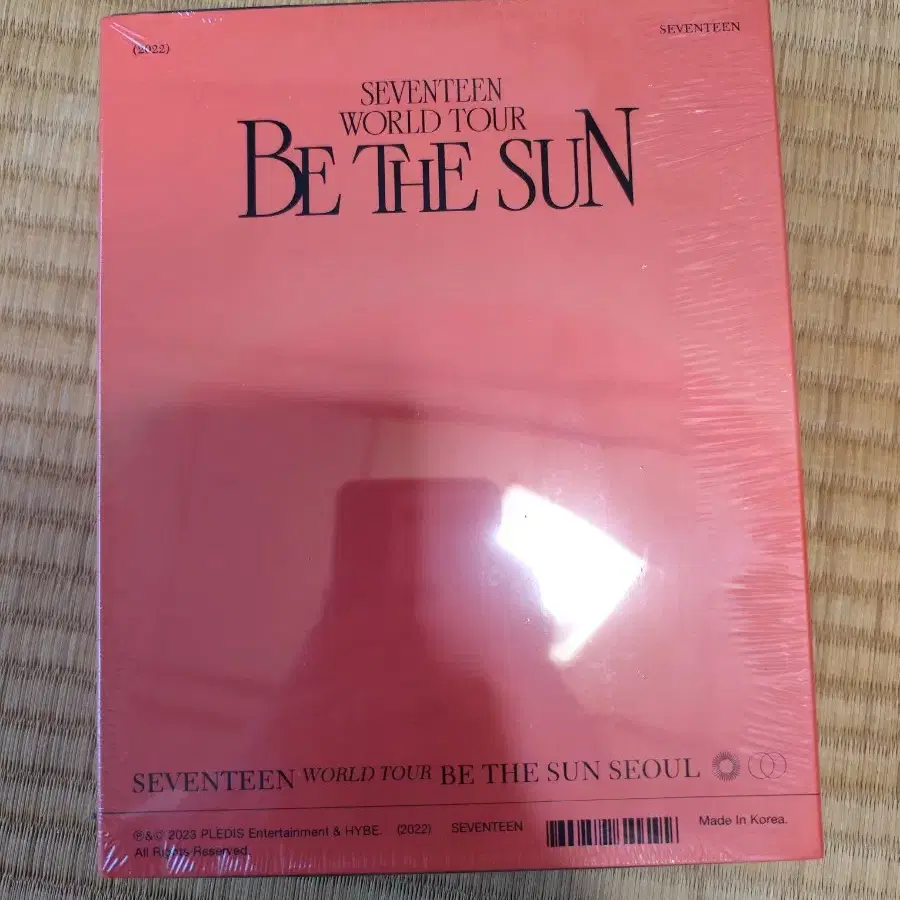 (2022)
SEVENTEEN
SEVENTEEN
WORLD TOUR
BE THE SUN
SEVENTEEN WORLD TOUR BE THE SUN SEOUL
℗&© 2023 PLEDIS Entertainment & HYBE. (2022) SEVENTEEN
All Rights Reserved.
Made In Korea.